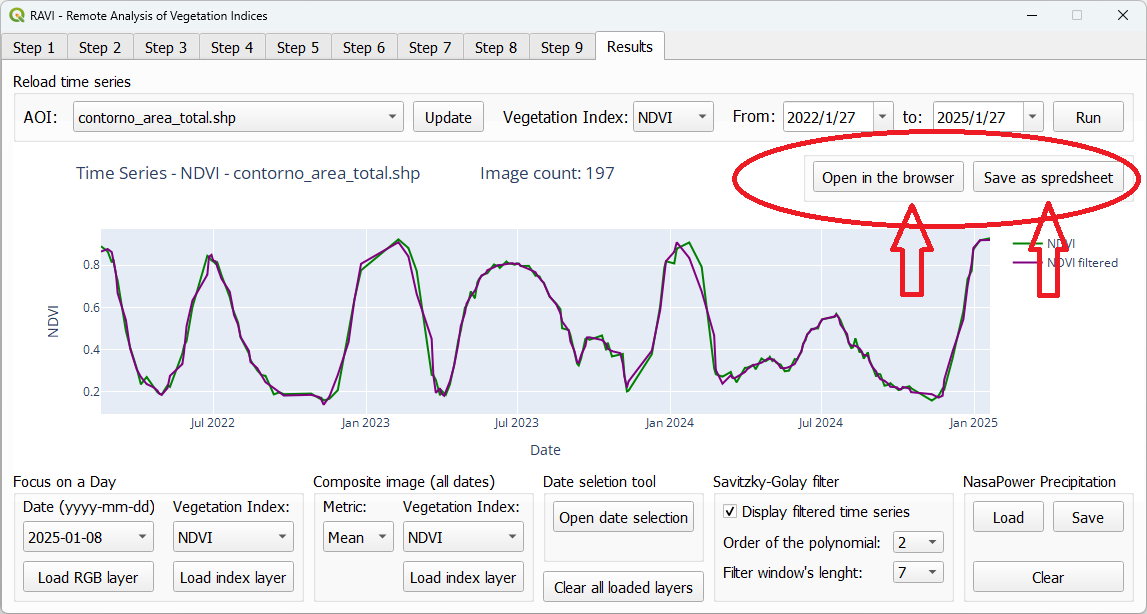 RAVI - Remote Analysis of Vegetation Indices
Step 1 Step 2 Step 3 Step 4 Step 5 Step 6 Step 7 Step 8 Step 9 Results
Reload time series
AOI: contorno_area_total.shp Update Vegetation Index: NDVI From: 2022/1/27 to: 2025/1/27 Run
Time Series - NDVI - contorno_area_total.shp Image count: 197 Open in the browser Save as spredsheet
NDVI
NDVI filtered
0.8
0.6
0.4
0.2
NDVI
Jul 2022 Jan 2023 Jul 2023 Jan 2024 Jul 2024 Jan 2025
Date
Focus on a Day Composite image (all dates) Date seletion tool Savitzky-Golay filter NasaPower Precipitation
Date (yyyy-mm-dd) Vegetation Index: Metric: Vegetation Index: Open date selection Display filtered time series Load Save
2025-01-08 NDVI Mean NDVI Order of the polynomial: 2
Load RGB layer Load index layer Load index layer Clear all loaded layers Filter window's lenght: 7 Clear